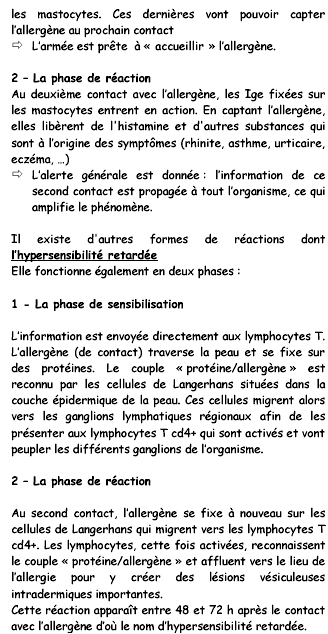 les mastocytes. Ces dernières vont pouvoir capter
l'allergène au prochain contact
⇨ L'armée est prête à « accueillir » l'allergène.
2 – La phase de réaction
Au deuxième contact avec l'allergène, les Ige fixées sur
les mastocytes entrent en action. En captant l'allergène,
elles libèrent de l'histamine et d'autres substances qui
sont à l'origine des symptômes (rhinite, asthme, urticaire,
eczéma, …)
⇨ L'alerte générale est donnée : l'information de ce
second contact est propagée à tout l'organisme, ce qui
amplifie le phénomène.
Il existe d'autres formes de réactions dont
l'hypersensibilité retardée
Elle fonctionne également en deux phases :
1 - La phase de sensibilisation
L'information est envoyée directement aux lymphocytes T.
L'allergène (de contact) traverse la peau et se fixe sur
des protéines. Le couple « protéine/allergène » est
reconnu par les cellules de Langerhans situées dans la
couche épidermique de la peau. Ces cellules migrent alors
vers les ganglions lymphatiques régionaux afin de les
présenter aux lymphocytes T cd4+ qui sont activés et vont
peupler les différents ganglions de l'organisme.
2 – La phase de réaction
Au second contact, l'allergène se fixe à nouveau sur les
cellules de Langerhans qui migrent vers les lymphocytes T
cd4+. Les lymphocytes, cette fois activées, reconnaissent
le couple « protéine/allergène » et affluent vers le lieu de
l'allergie pour y créer des lésions vésiculeuses
intradermiques importantes.
Cette réaction apparaît entre 48 et 72 h après le contact
avec l'allergène d'où le nom d'hypersensibilité retardée.